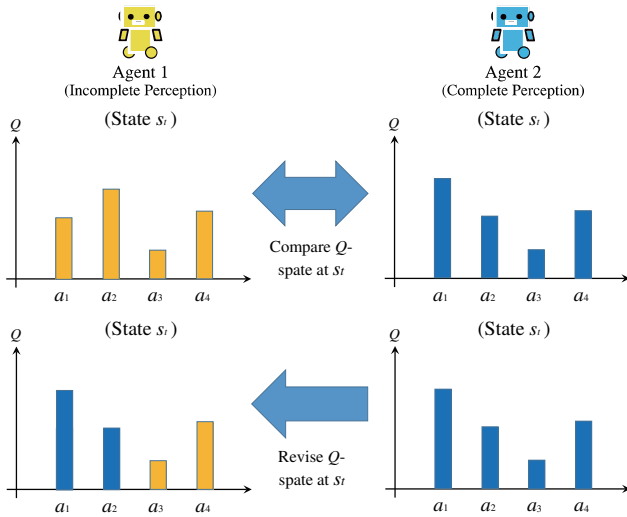 Agent 1
(Incomplete Perception)
Agent 2
(Complete Perception)
(State sₜ)
(State sₜ)
Q
Q
Compare Q-
spate at sₜ
a₁ a₂ a₃ a₄
a₁ a₂ a₃ a₄
(State sₜ)
(State sₜ)
Q
Q
Revise Q-
spate at sₜ
a₁ a₂ a₃ a₄
a₁ a₂ a₃ a₄